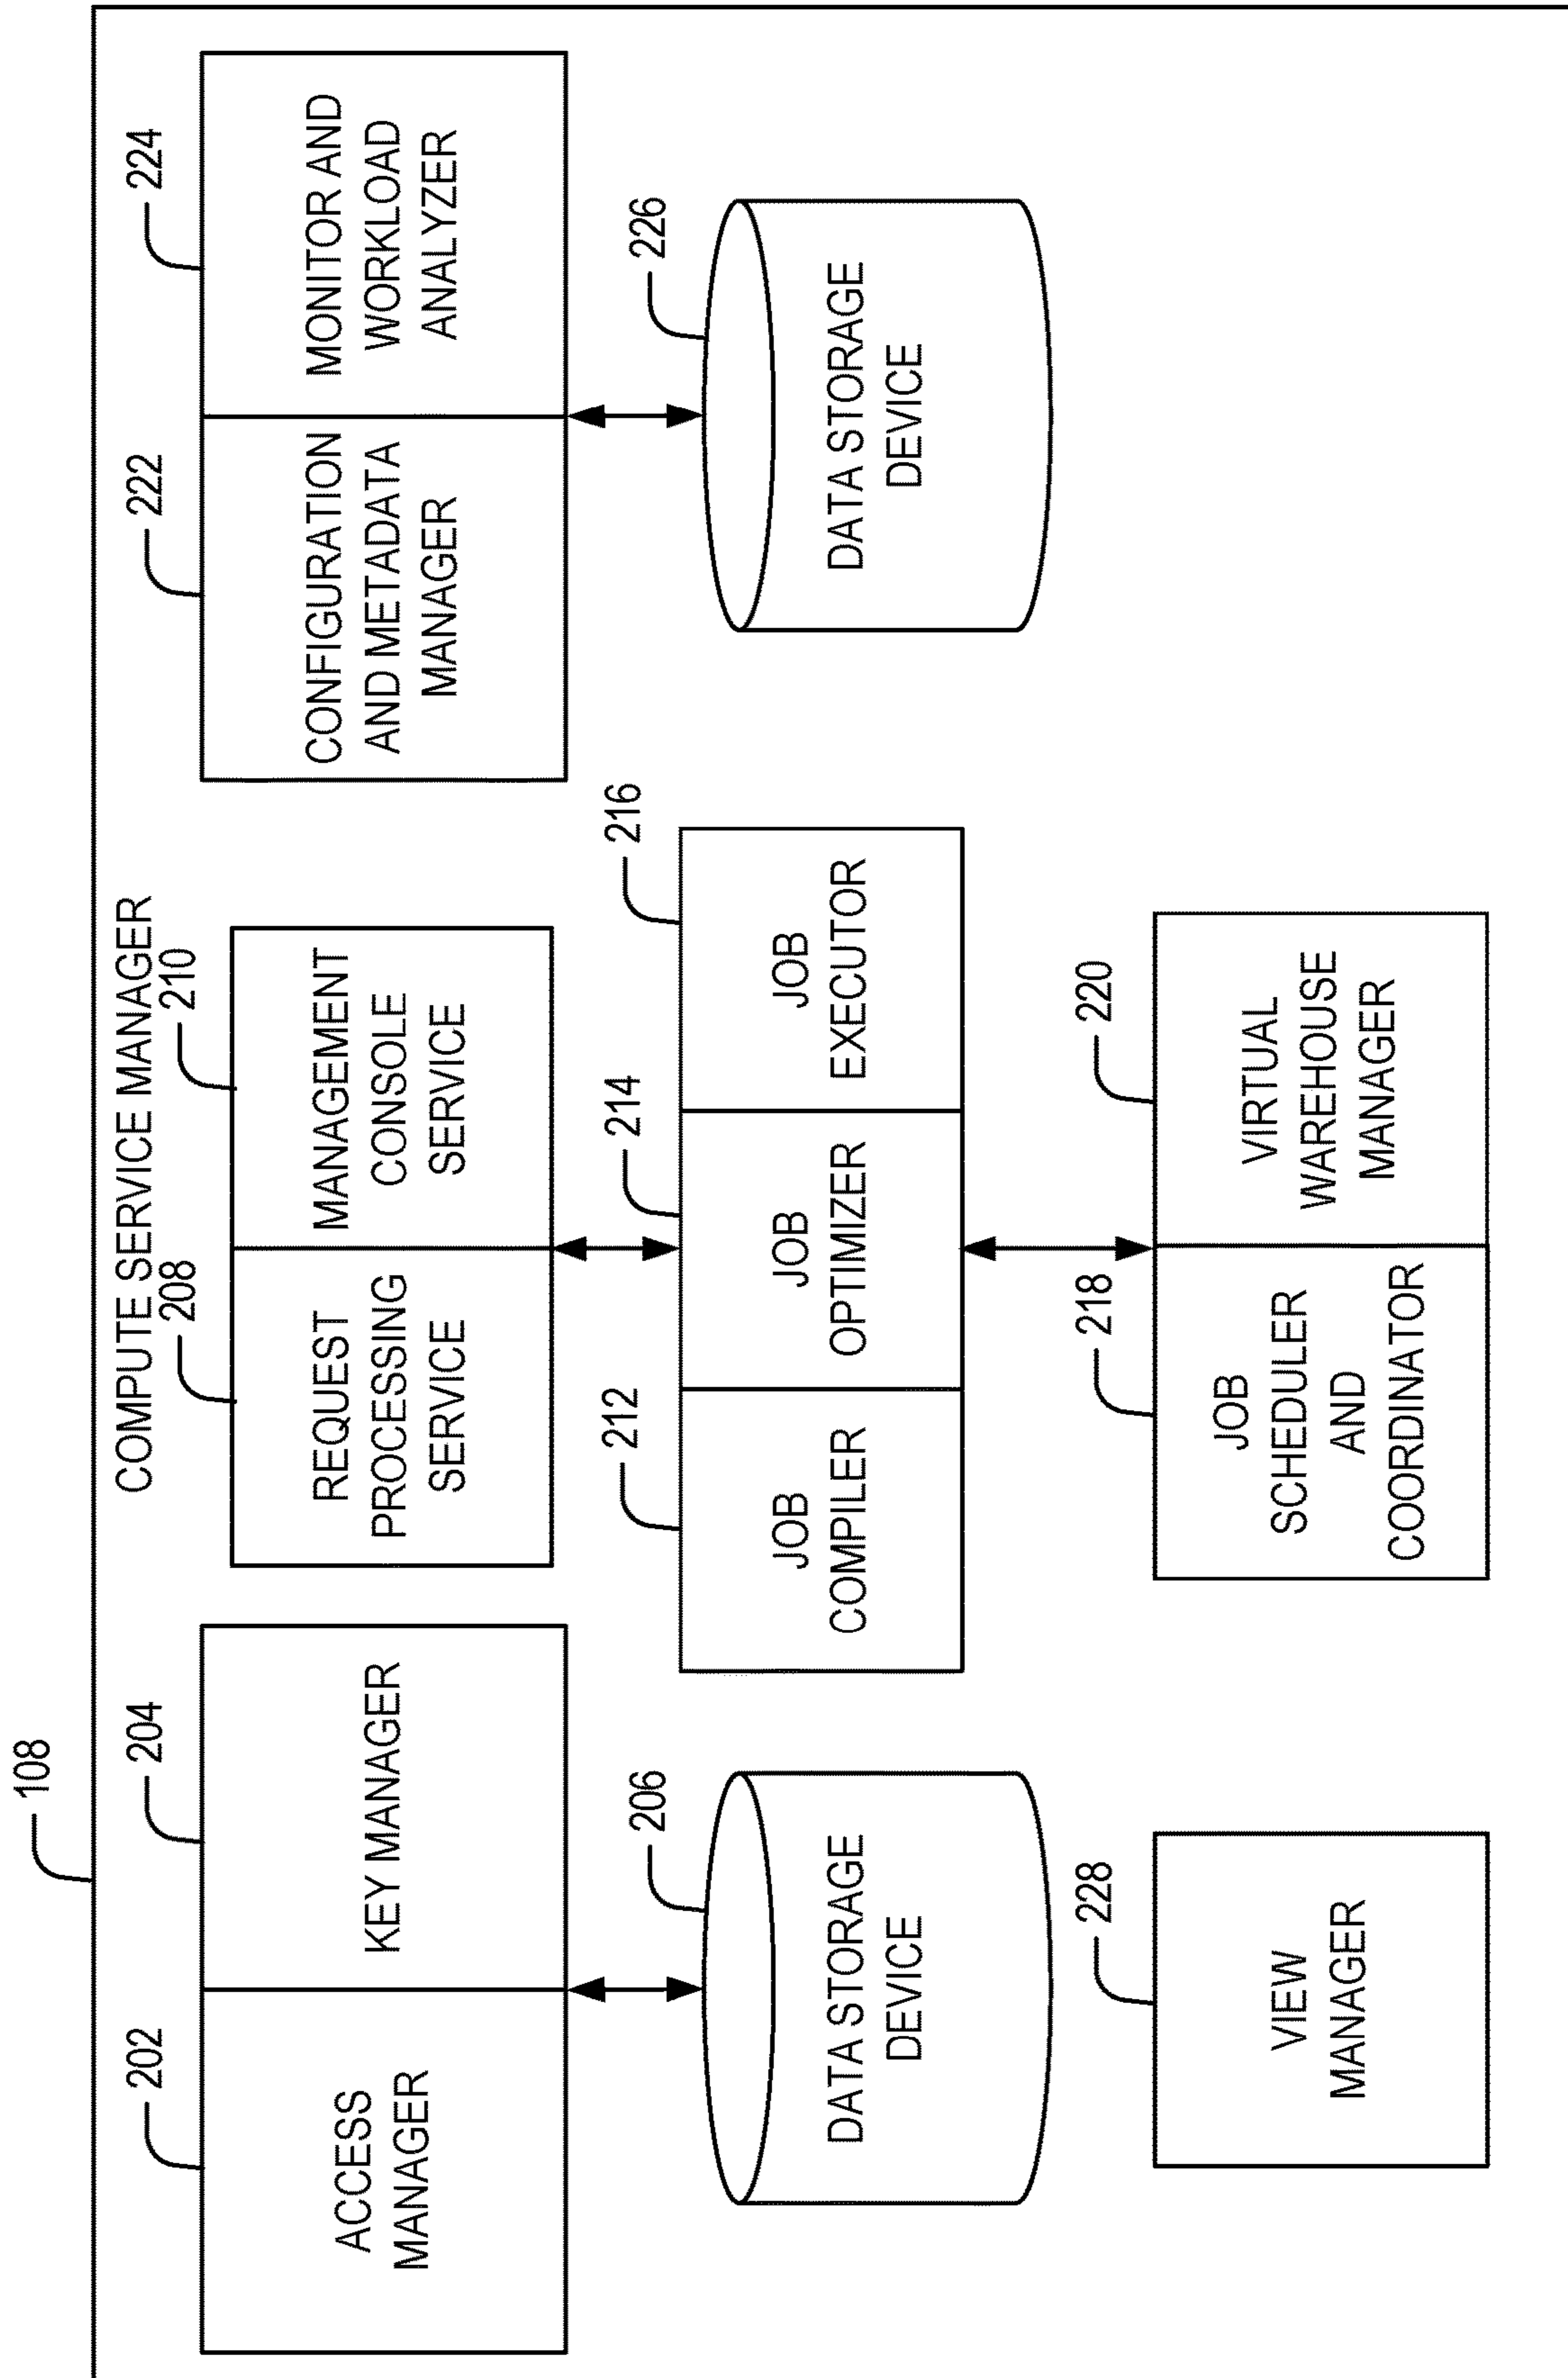 108
COMPUTE SERVICE MANAGER
202
ACCESS
MANAGER
204
KEY MANAGER
206
DATA STORAGE
DEVICE
228
VIEW
MANAGER
208
REQUEST
PROCESSING
SERVICE
210
MANAGEMENT
CONSOLE
SERVICE
212
JOB
COMPILER
214
JOB
OPTIMIZER
216
JOB
EXECUTOR
218
JOB
SCHEDULER
AND
COORDINATOR
220
VIRTUAL
WAREHOUSE
MANAGER
222
CONFIGURATION
AND METADATA
MANAGER
224
MONITOR AND
WORKLOAD
ANALYZER
226
DATA STORAGE
DEVICE